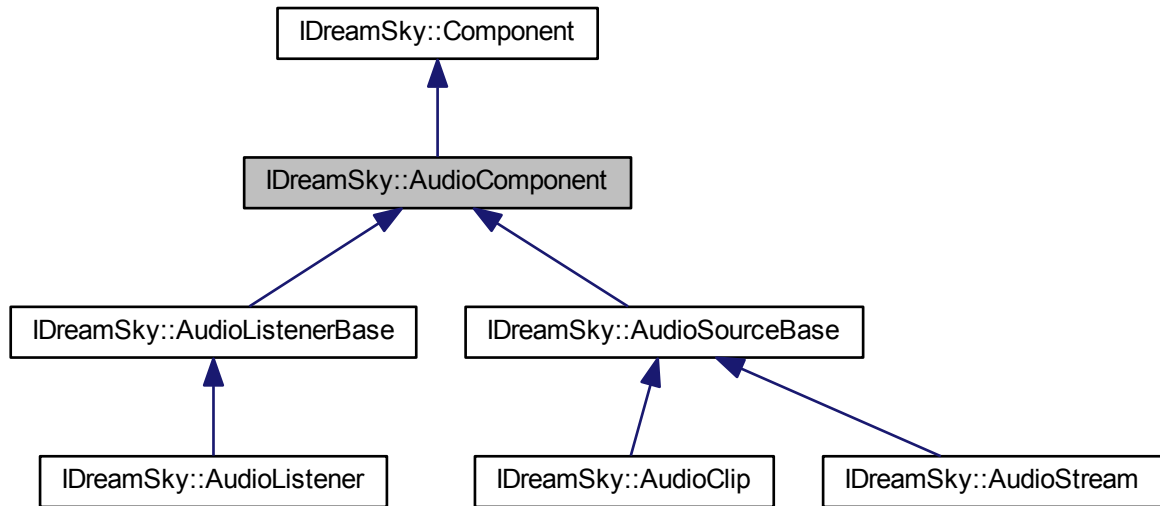 IDreamSky::Component
IDreamSky::AudioComponent
IDreamSky::AudioListenerBase
IDreamSky::AudioSourceBase
IDreamSky::AudioListener
IDreamSky::AudioClip
IDreamSky::AudioStream